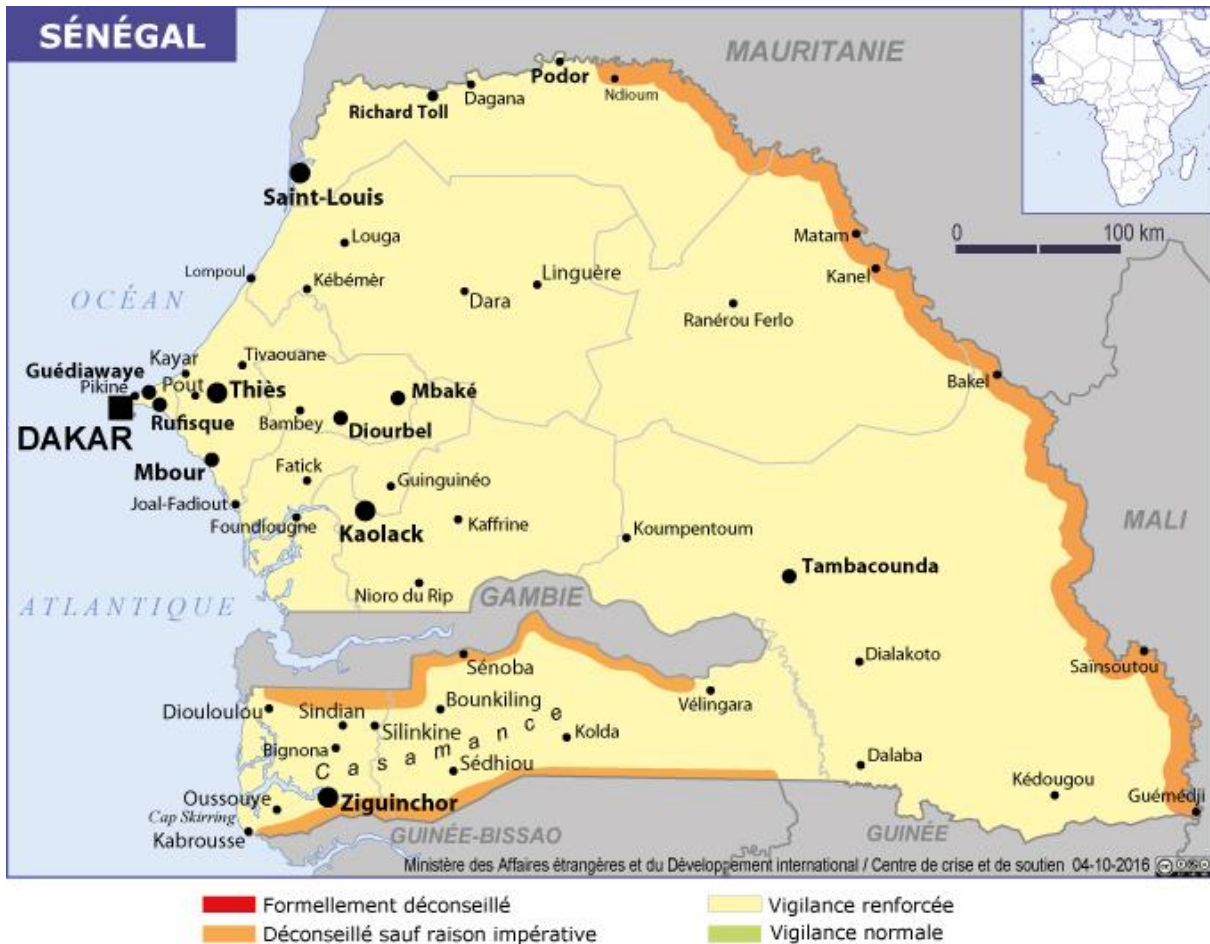 SÉNÉGAL
MAURITANIE
Podor
Ndioum
Dagana
Richard Toll
Saint-Louis
Louga
Matam
0 100 km
Lompoul
Kébémèr
Linguère
Kanel
OCÉAN
Dara
Ranérou Ferlo
Kayar
Tivaouane
Guédiawaye
Pikine
Pout
Thiès
Mbaké
Bakel
DAKAR
Rufisque
Bambey
Diourbel
Mbour
Fatick
Guinguinéo
Joal-Fadiout
Foundiougne
Kaolack
Kaffrine
Koumpentoum
MALI
Tambacounda
Nioro du Rip
GAMBIE
ATLANTIQUE
Sénoba
Dialakoto
Saïnsoutou
Diouloulou
Sindian
Bounkiling
Vélingara
Silinkine
Bignona
Casamance
Kolda
Sédhiou
Dalaba
Kédougou
Oussouye
Ziguinchor
Guémédji
Cap Skirring
Kabrousse
GUINÉE-BISSAO
GUINÉE
Ministère des Affaires étrangères et du Développement international / Centre de crise et de soutien 04-10-2016
Formellement déconseillé
Vigilance renforcée
Déconseillé sauf raison impérative
Vigilance normale